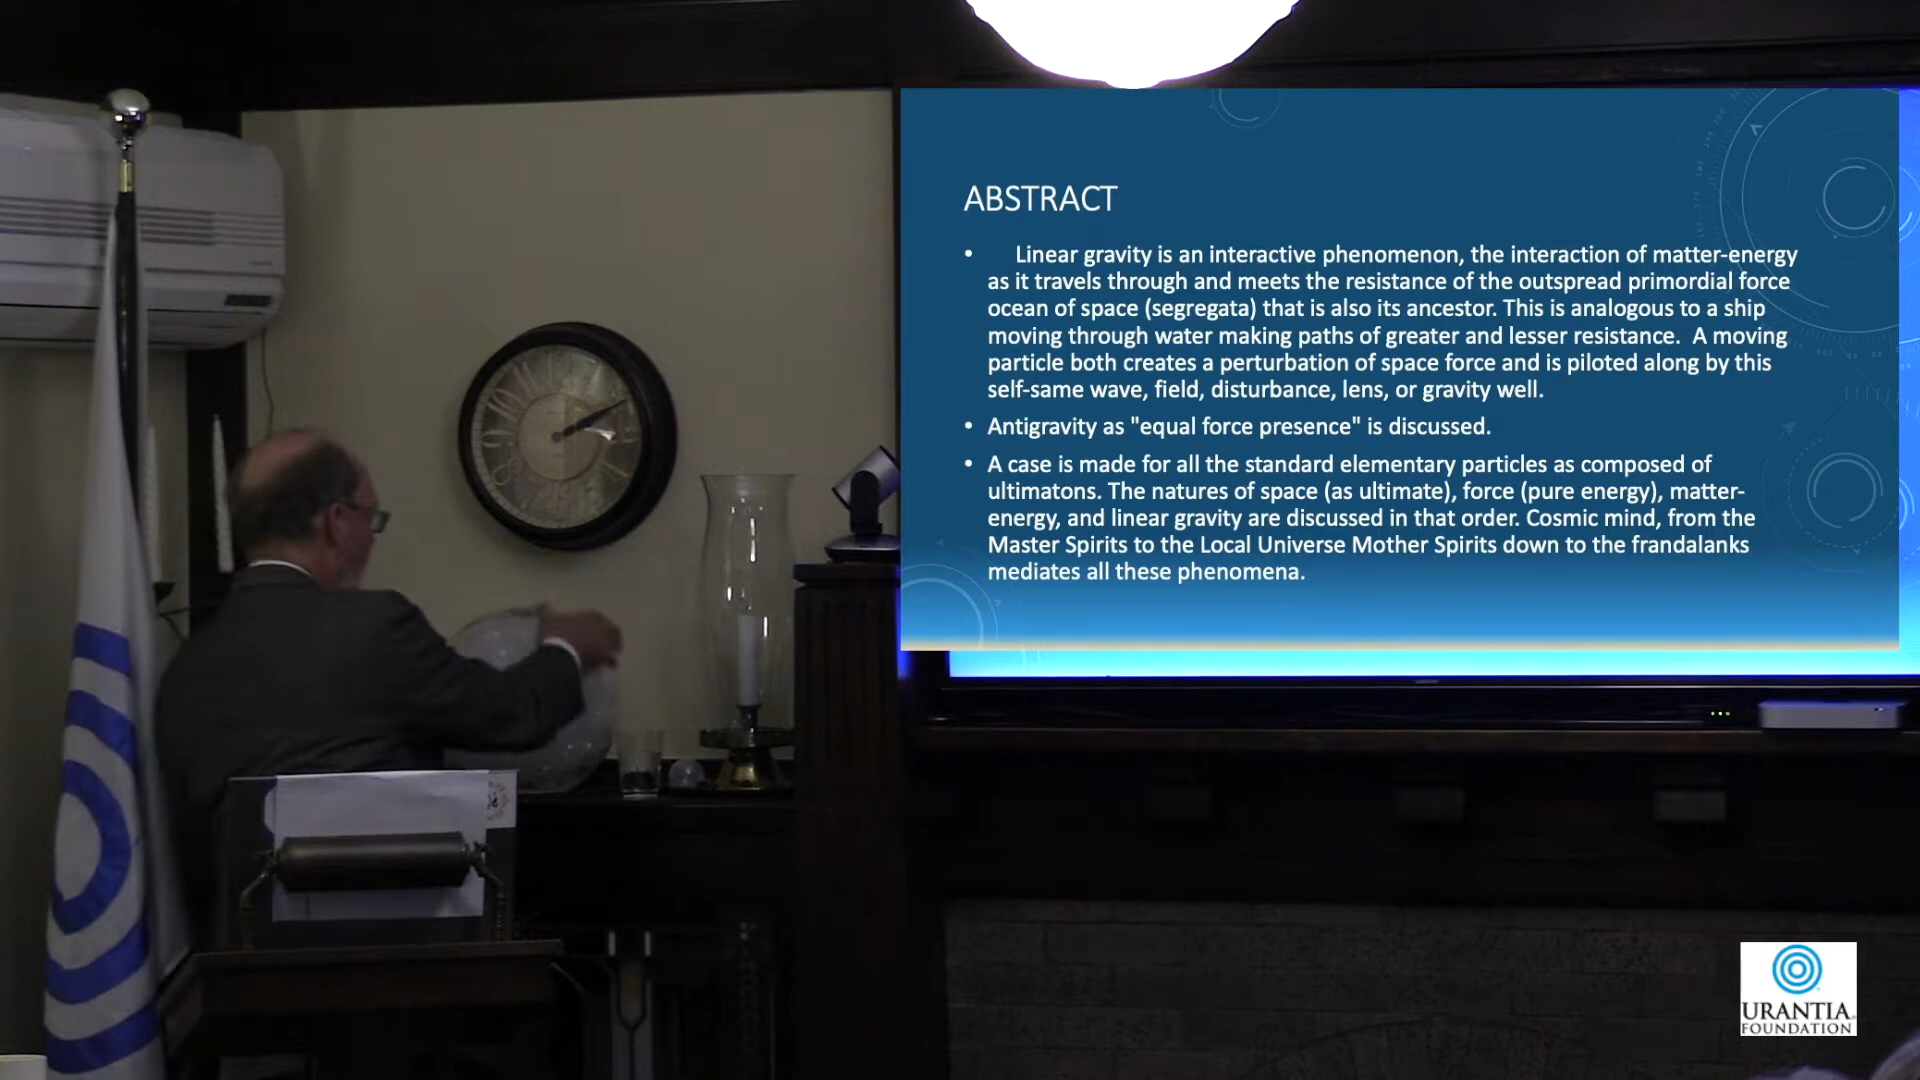 ABSTRACT
• Linear gravity is an interactive phenomenon, the interaction of matter-energy
as it travels through and meets the resistance of the outspread primordial force
ocean of space (segregata) that is also its ancestor. This is analogous to a ship
moving through water making paths of greater and lesser resistance. A moving
particle both creates a perturbation of space force and is piloted along by this
self-same wave, field, disturbance, lens, or gravity well.
• Antigravity as "equal force presence" is discussed.
• A case is made for all the standard elementary particles as composed of
ultimatons. The natures of space (as ultimate), force (pure energy), matter-
energy, and linear gravity are discussed in that order. Cosmic mind, from the
Master Spirits to the Local Universe Mother Spirits down to the frandalanks
mediates all these phenomena.
URANTIA
FOUNDATION